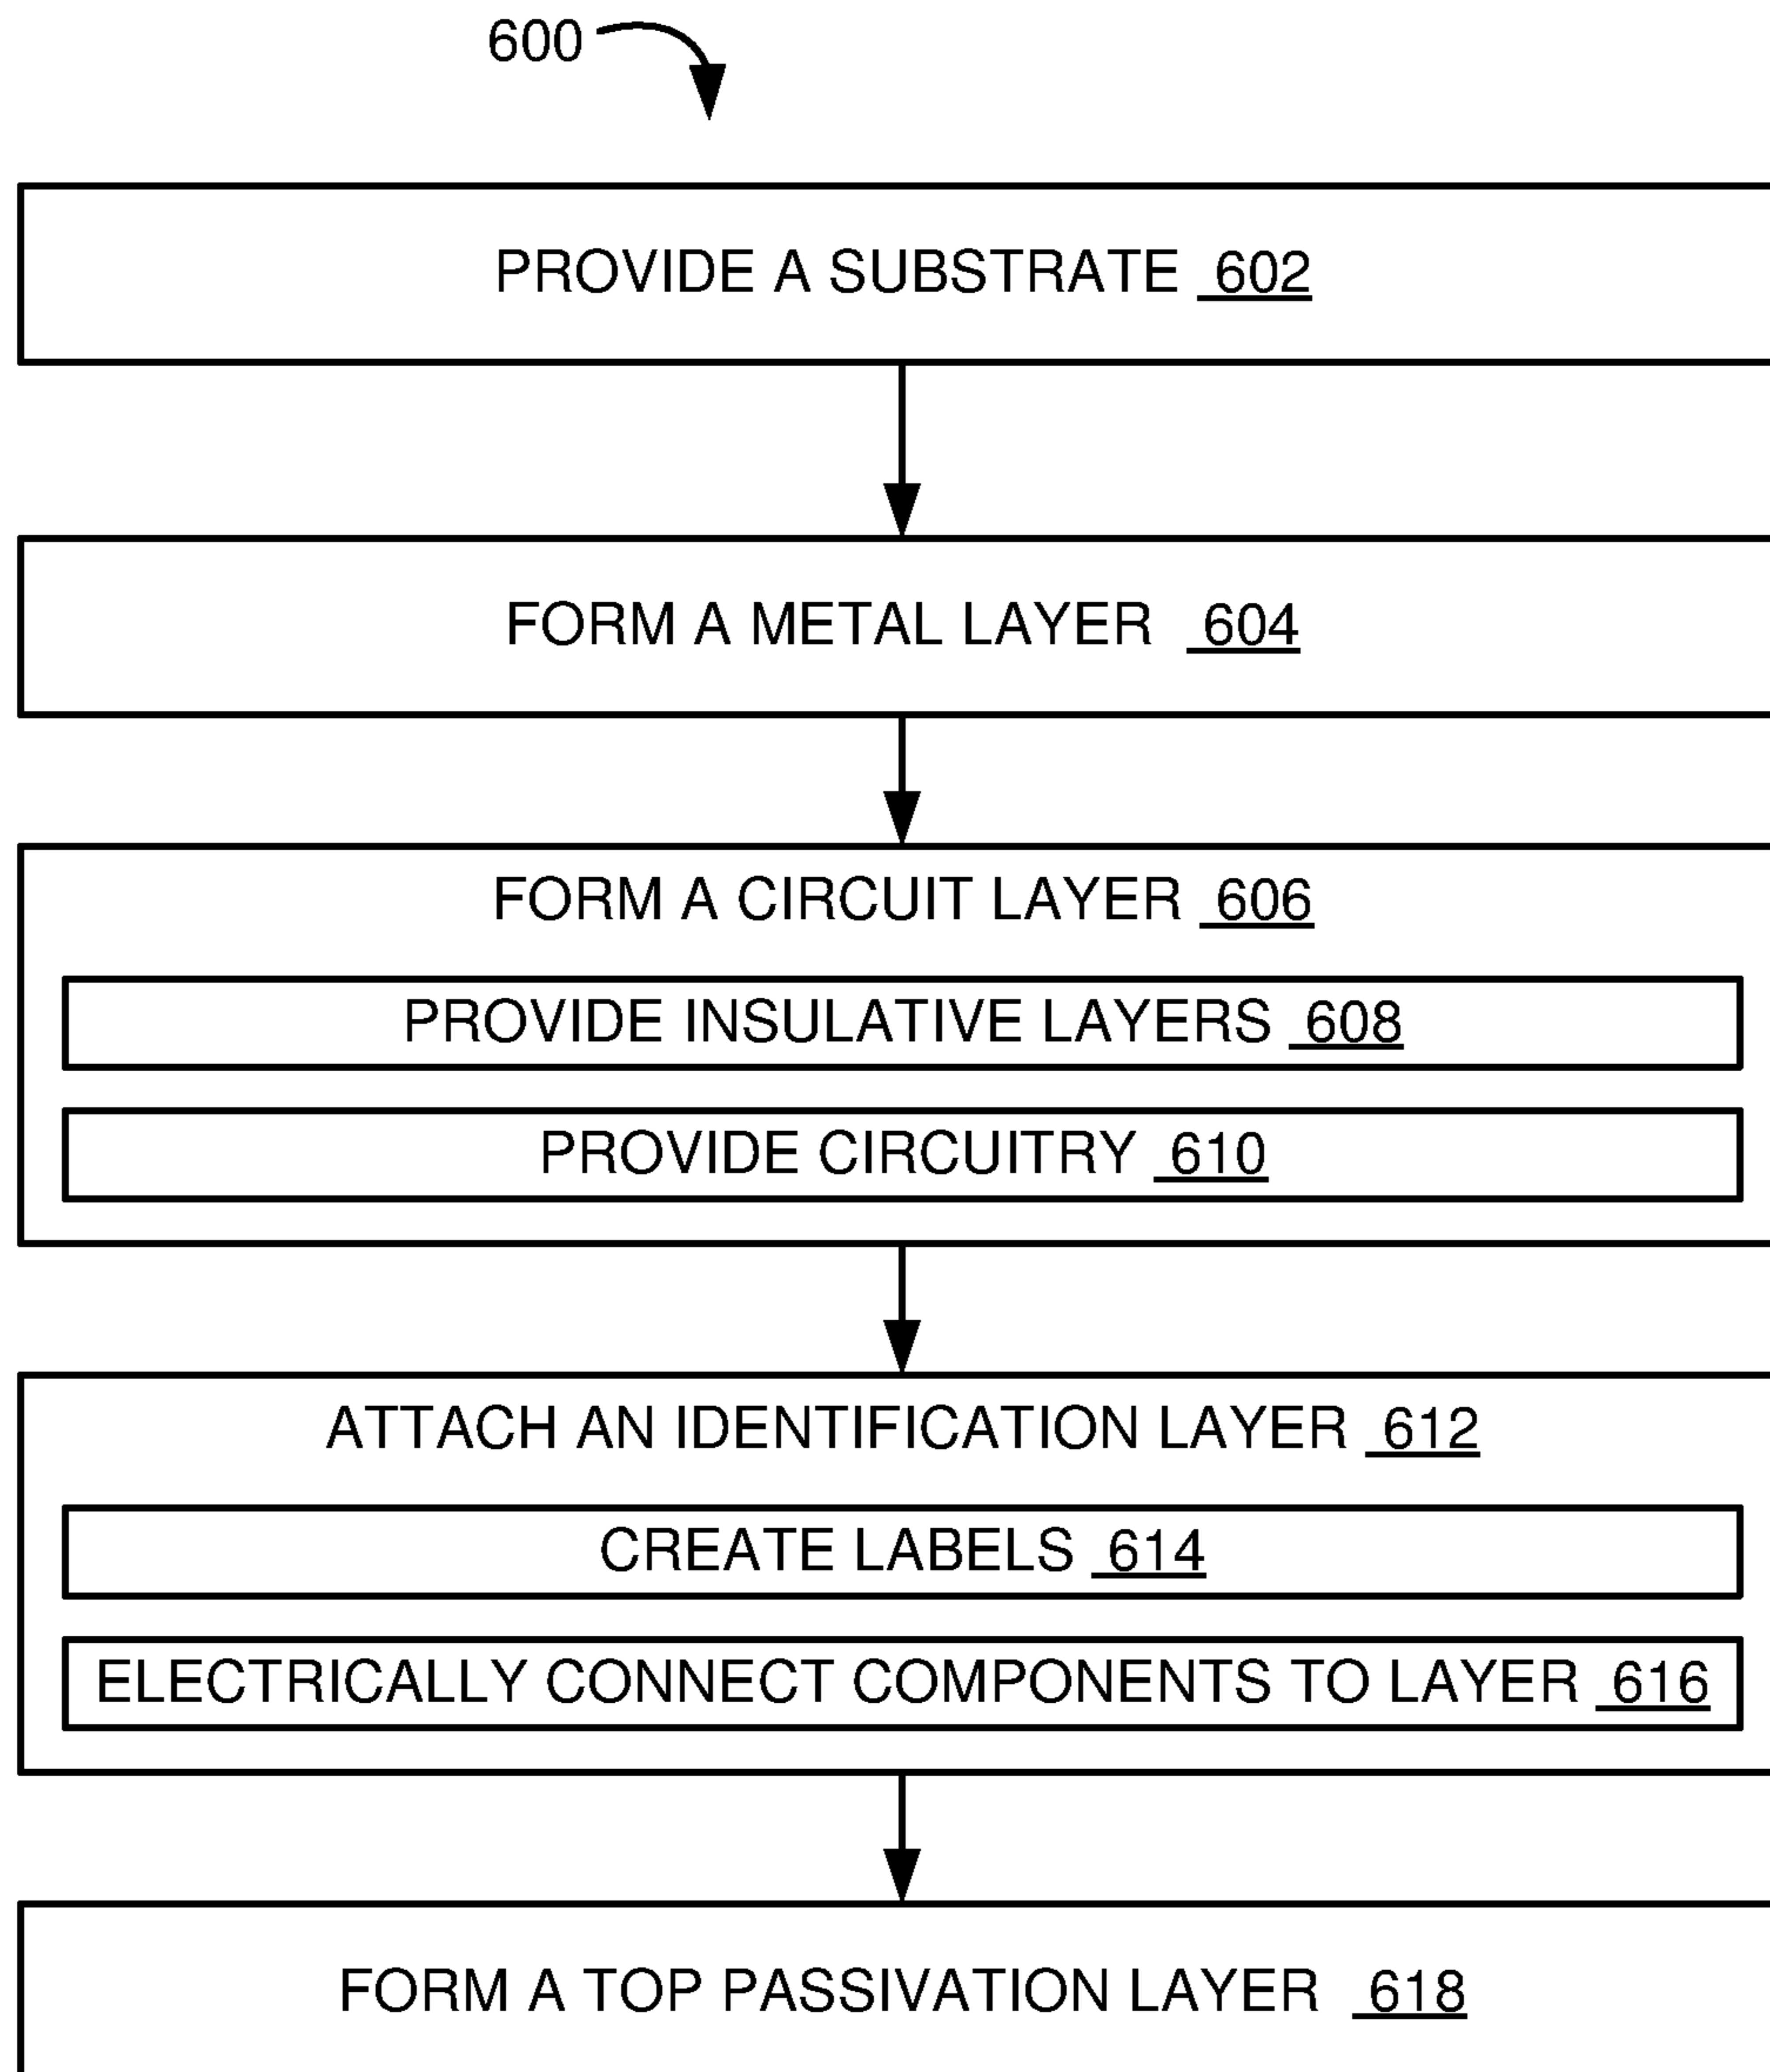 600
PROVIDE A SUBSTRATE 602
FORM A METAL LAYER 604
FORM A CIRCUIT LAYER 606
PROVIDE INSULATIVE LAYERS 608
PROVIDE CIRCUITRY 610
ATTACH AN IDENTIFICATION LAYER 612
CREATE LABELS 614
ELECTRICALLY CONNECT COMPONENTS TO LAYER 616
FORM A TOP PASSIVATION LAYER 618